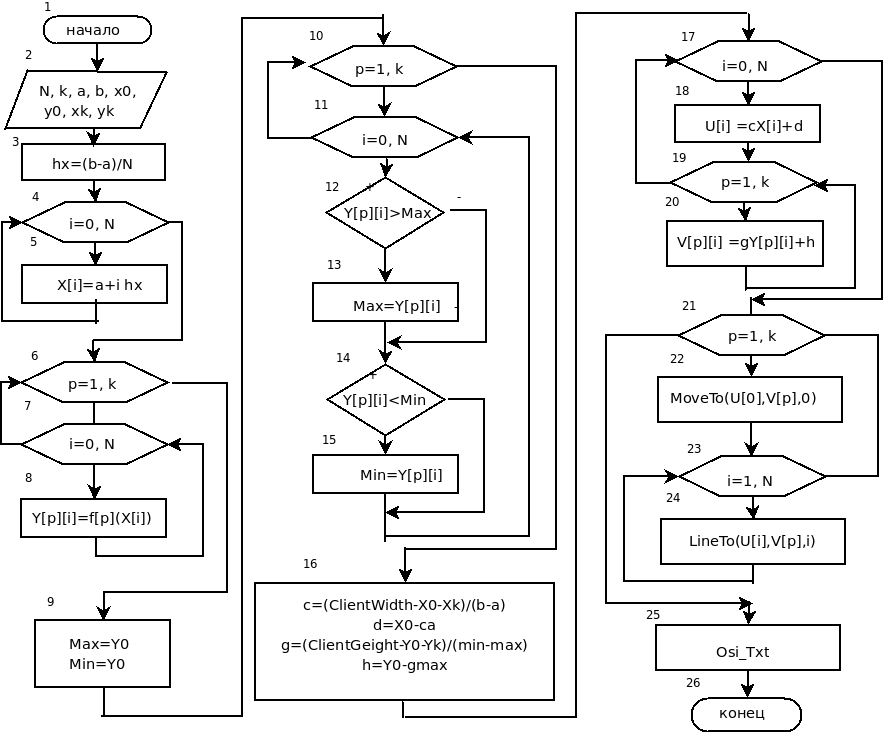 1
начало
2
N, k, a, b, x0,
y0, xk, yk
3
hx=(b-a)/N
4
i=0, N
5
X[i]=a+i hx
6
p=1, k
7
i=0, N
8
Y[p][i]=f[p](X[i])
9
Max=Y0
Min=Y0
10
p=1, k
11
i=0, N
12
+
-
Y[p][i]>Max
13
Max=Y[p][i]
-
14
+
Y[p][i]<Min
15
Min=Y[p][i]
16
c=(ClientWidth-X0-Xk)/(b-a)
d=X0-ca
g=(ClientGeight-Y0-Yk)/(min-max)
h=Y0-gmax
17
i=0, N
18
U[i] =cX[i]+d
19
p=1, k
20
V[p][i] =gY[p][i]+h
21
p=1, k
22
MoveTo(U[0],V[p],0)
23
i=1, N
24
LineTo(U[i],V[p],i)
25
Osi_Txt
26
конец